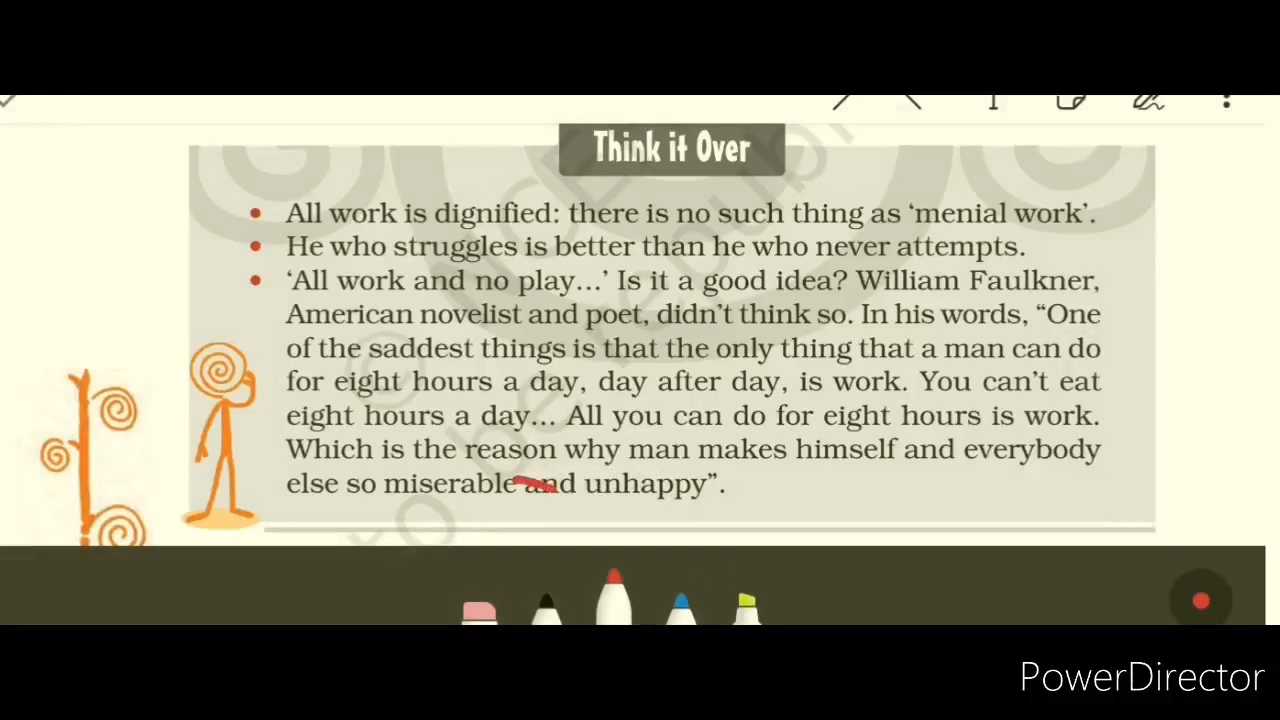 Think it Over
• All work is dignified: there is no such thing as ‘menial work’.
• He who struggles is better than he who never attempts.
• ‘All work and no play...’ Is it a good idea? William Faulkner,
American novelist and poet, didn’t think so. In his words, “One
of the saddest things is that the only thing that a man can do
for eight hours a day, day after day, is work. You can’t eat
eight hours a day... All you can do for eight hours is work.
Which is the reason why man makes himself and everybody
else so miserable and unhappy”.
PowerDirector